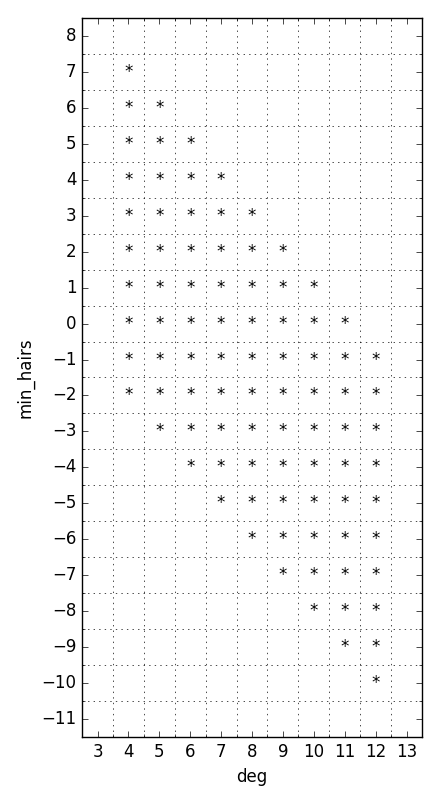 8
7 *
6 * *
5 * * *
4 * * * *
3 * * * * *
2 * * * * * *
1 * * * * * * *
0 * * * * * * * *
−1 * * * * * * * * *
−2 * * * * * * * * *
−3 * * * * * * * *
−4 * * * * * * *
−5 * * * * * *
−6 * * * * *
−7 * * * *
−8 * * *
−9 * *
−10 *
−11
3 4 5 6 7 8 9 10 11 12 13
deg
min_hairs